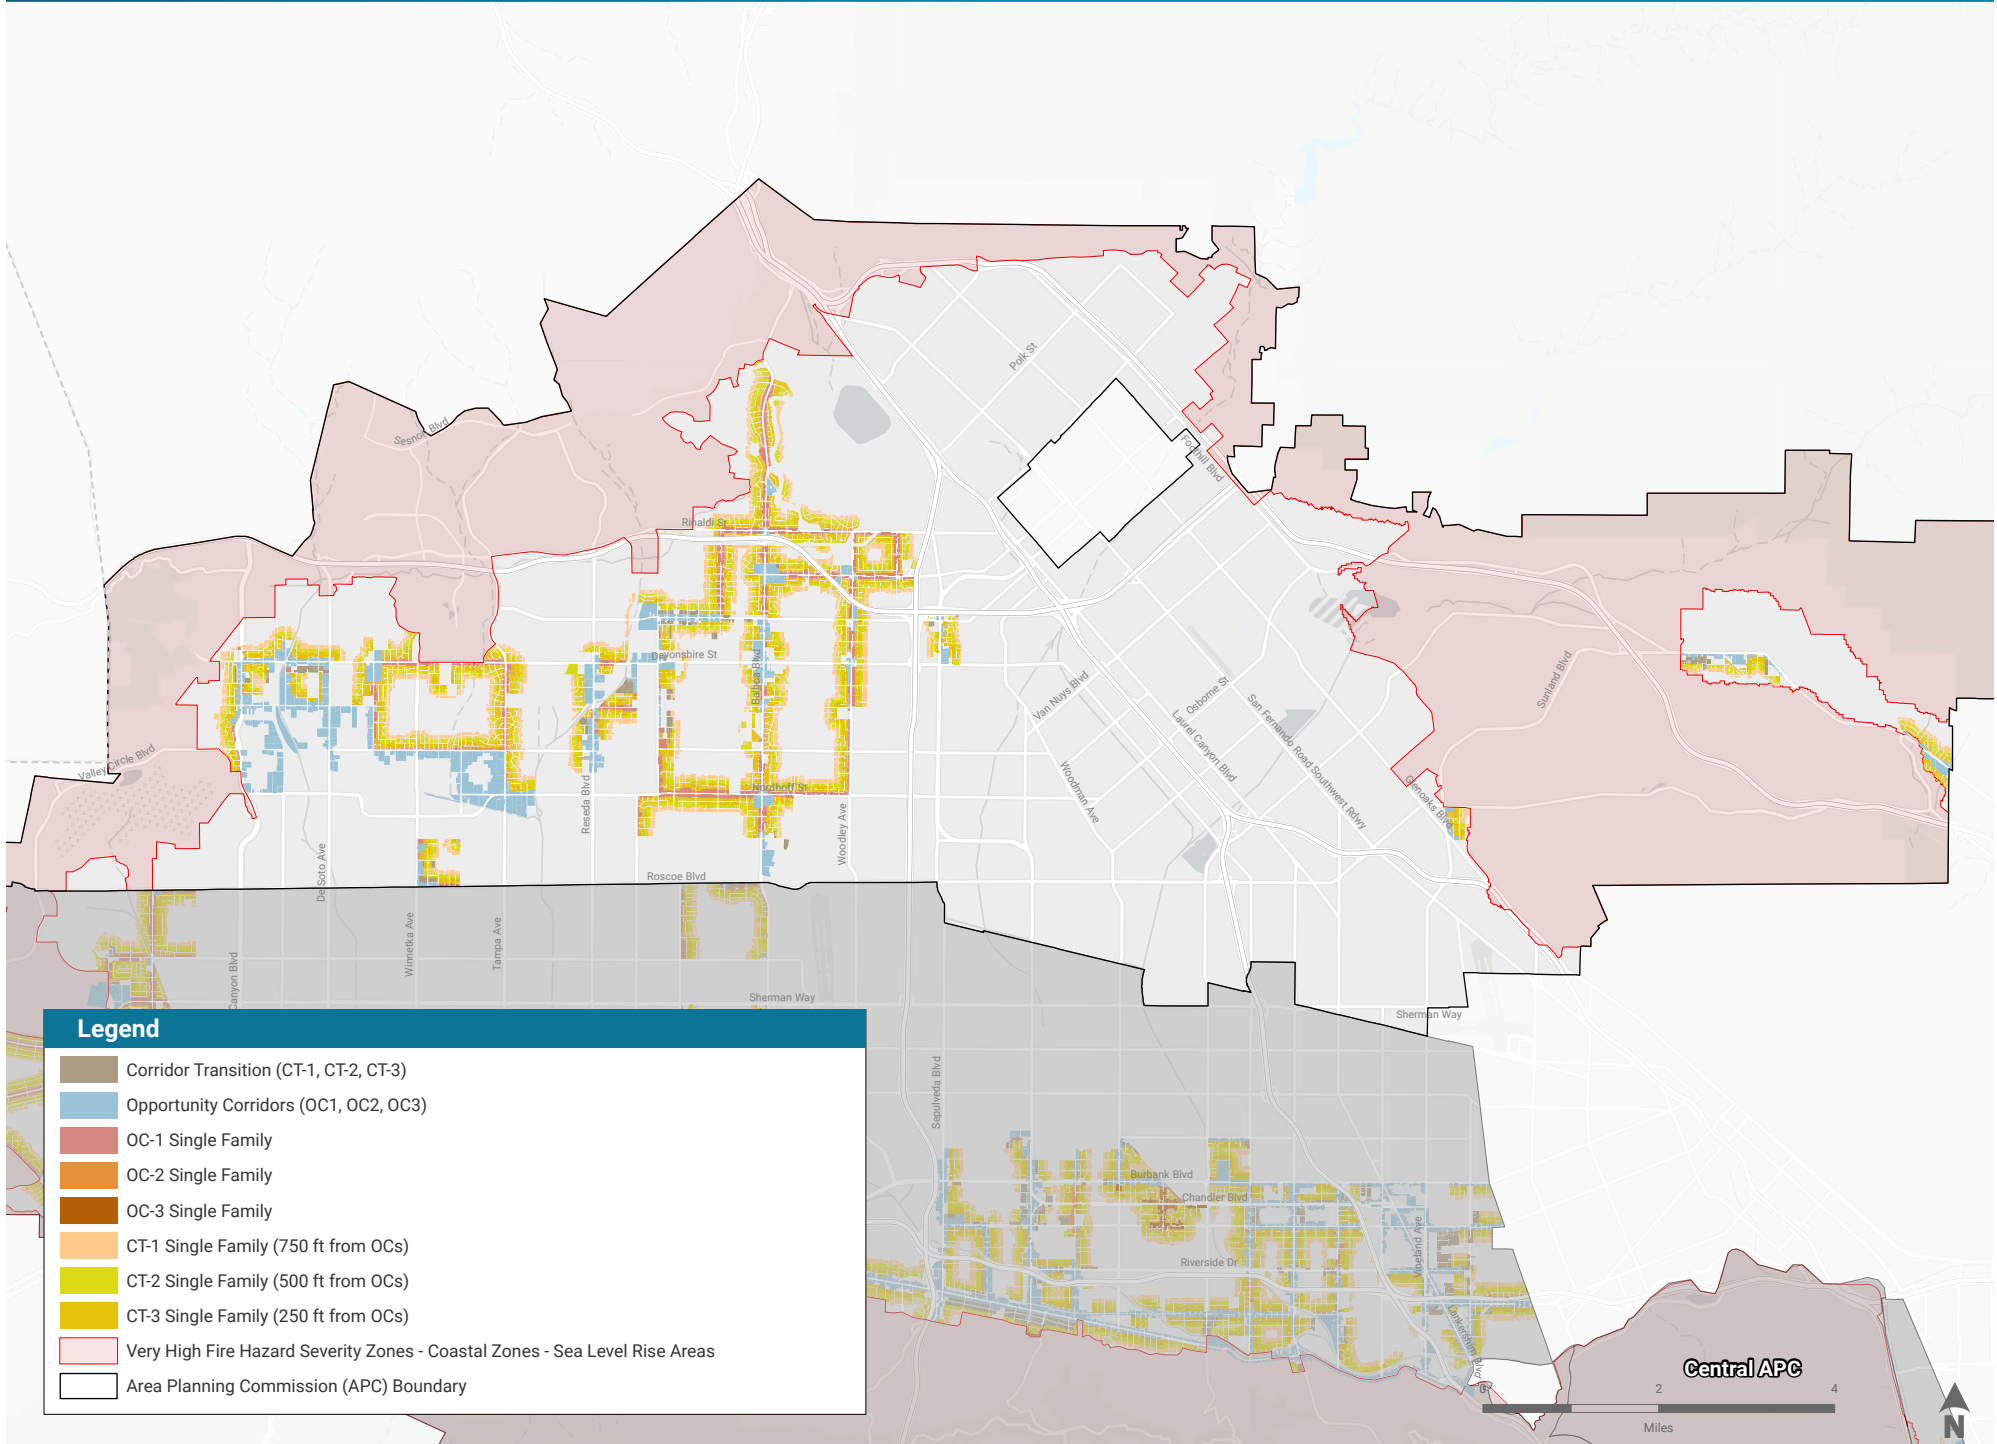 Polk St
Sesnon Blvd
Foothill Blvd
Rinaldi St
Devonshire St
Balboa Blvd
Van Nuys Blvd
Osborne St
Laurel Canyon Blvd
San Fernando Road Southwest Rdwy
Sunland Blvd
Valley Circle Blvd
Nordhoff St
Reseda Blvd
Woodley Ave
Woodman Ave
Glenoaks Blvd
De Soto Ave
Roscoe Blvd
Winnetka Ave
Tampa Ave
Canyon Blvd
Sherman Way
Sherman Way
Sepulveda Blvd
Burbank Blvd
Chandler Blvd
Riverside Dr
Vineland Ave
Lankershim Blvd
Legend
Corridor Transition (CT-1, CT-2, CT-3)
Opportunity Corridors (OC1, OC2, OC3)
OC-1 Single Family
OC-2 Single Family
OC-3 Single Family
CT-1 Single Family (750 ft from OCs)
CT-2 Single Family (500 ft from OCs)
CT-3 Single Family (250 ft from OCs)
Very High Fire Hazard Severity Zones - Coastal Zones - Sea Level Rise Areas
Area Planning Commission (APC) Boundary
Central APC
0 2 4
Miles
N